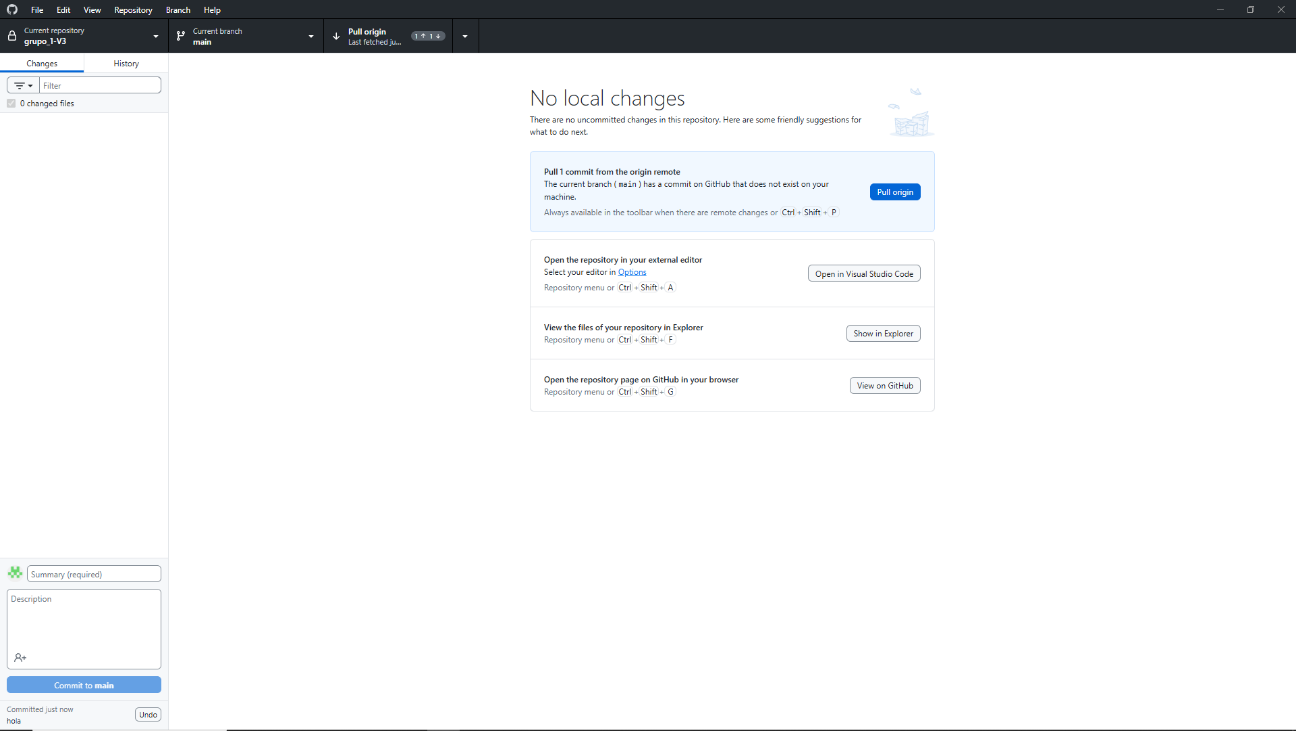 File Edit View Repository Branch Help
Current repository
grupo_1-V3
Current branch
main
Pull origin
Last fetched ju...
1 ↑ 1 ↓
Changes History
Filter
0 changed files
No local changes
There are no uncommitted changes in this repository. Here are some friendly suggestions for
what to do next.
Pull 1 commit from the origin remote
The current branch ( main ) has a commit on GitHub that does not exist on your
machine.
Always available in the toolbar when there are remote changes or Ctrl + Shift + P
Pull origin
Open the repository in your external editor
Select your editor in Options
Repository menu or Ctrl + Shift + A
Open in Visual Studio Code
View the files of your repository in Explorer
Repository menu or Ctrl + Shift + F
Show in Explorer
Open the repository page on GitHub in your browser
Repository menu or Ctrl + Shift + G
View on GitHub
Summary (required)
Description
Commit to main
Committed just now
hola
Undo